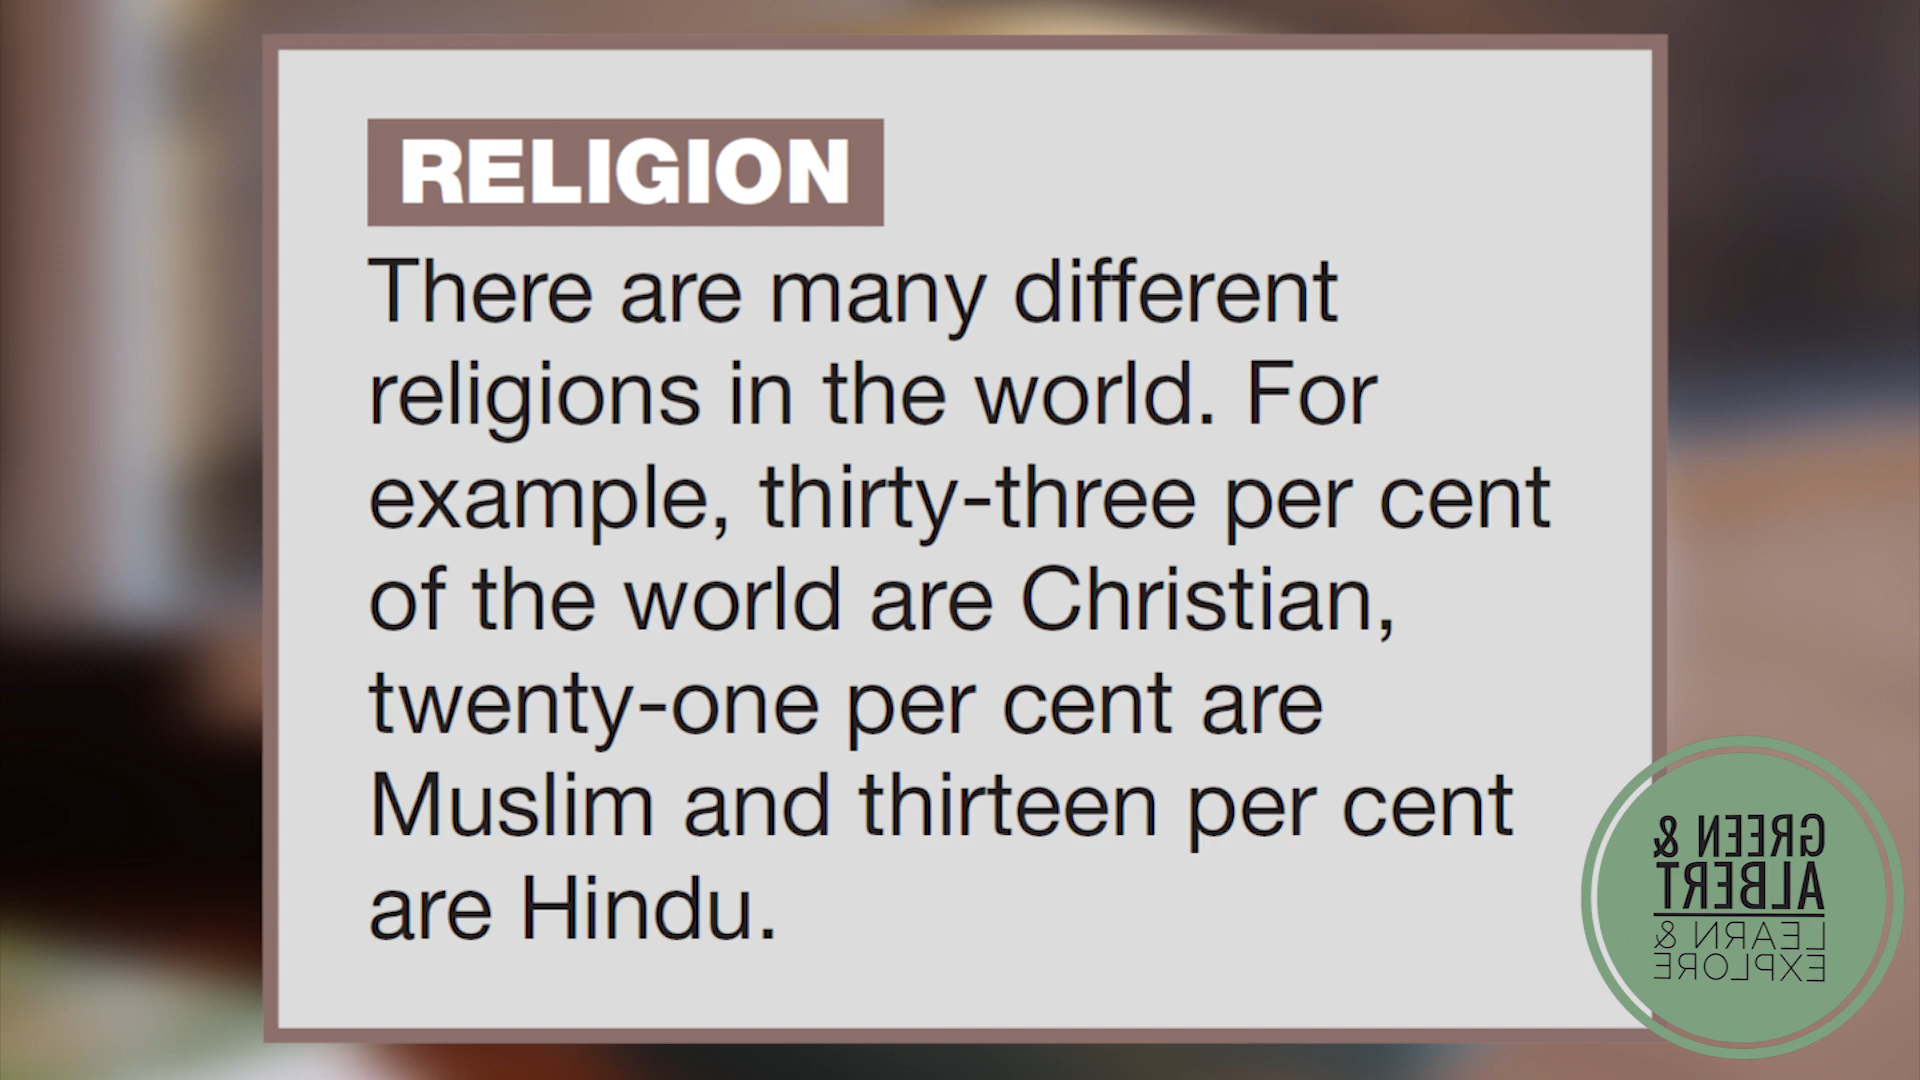 RELIGION
There are many different
religions in the world. For
example, thirty-three per cent
of the world are Christian,
twenty-one per cent are
Muslim and thirteen per cent
are Hindu.
GREEN &
ALBERT
LEARN &
EXPLORE